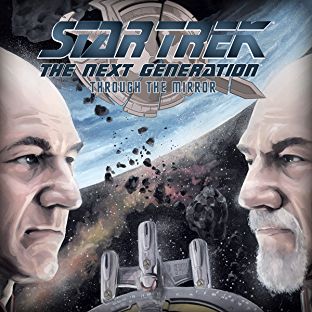 STAR TREK
THE NEXT GENERATION
THROUGH THE MIRROR